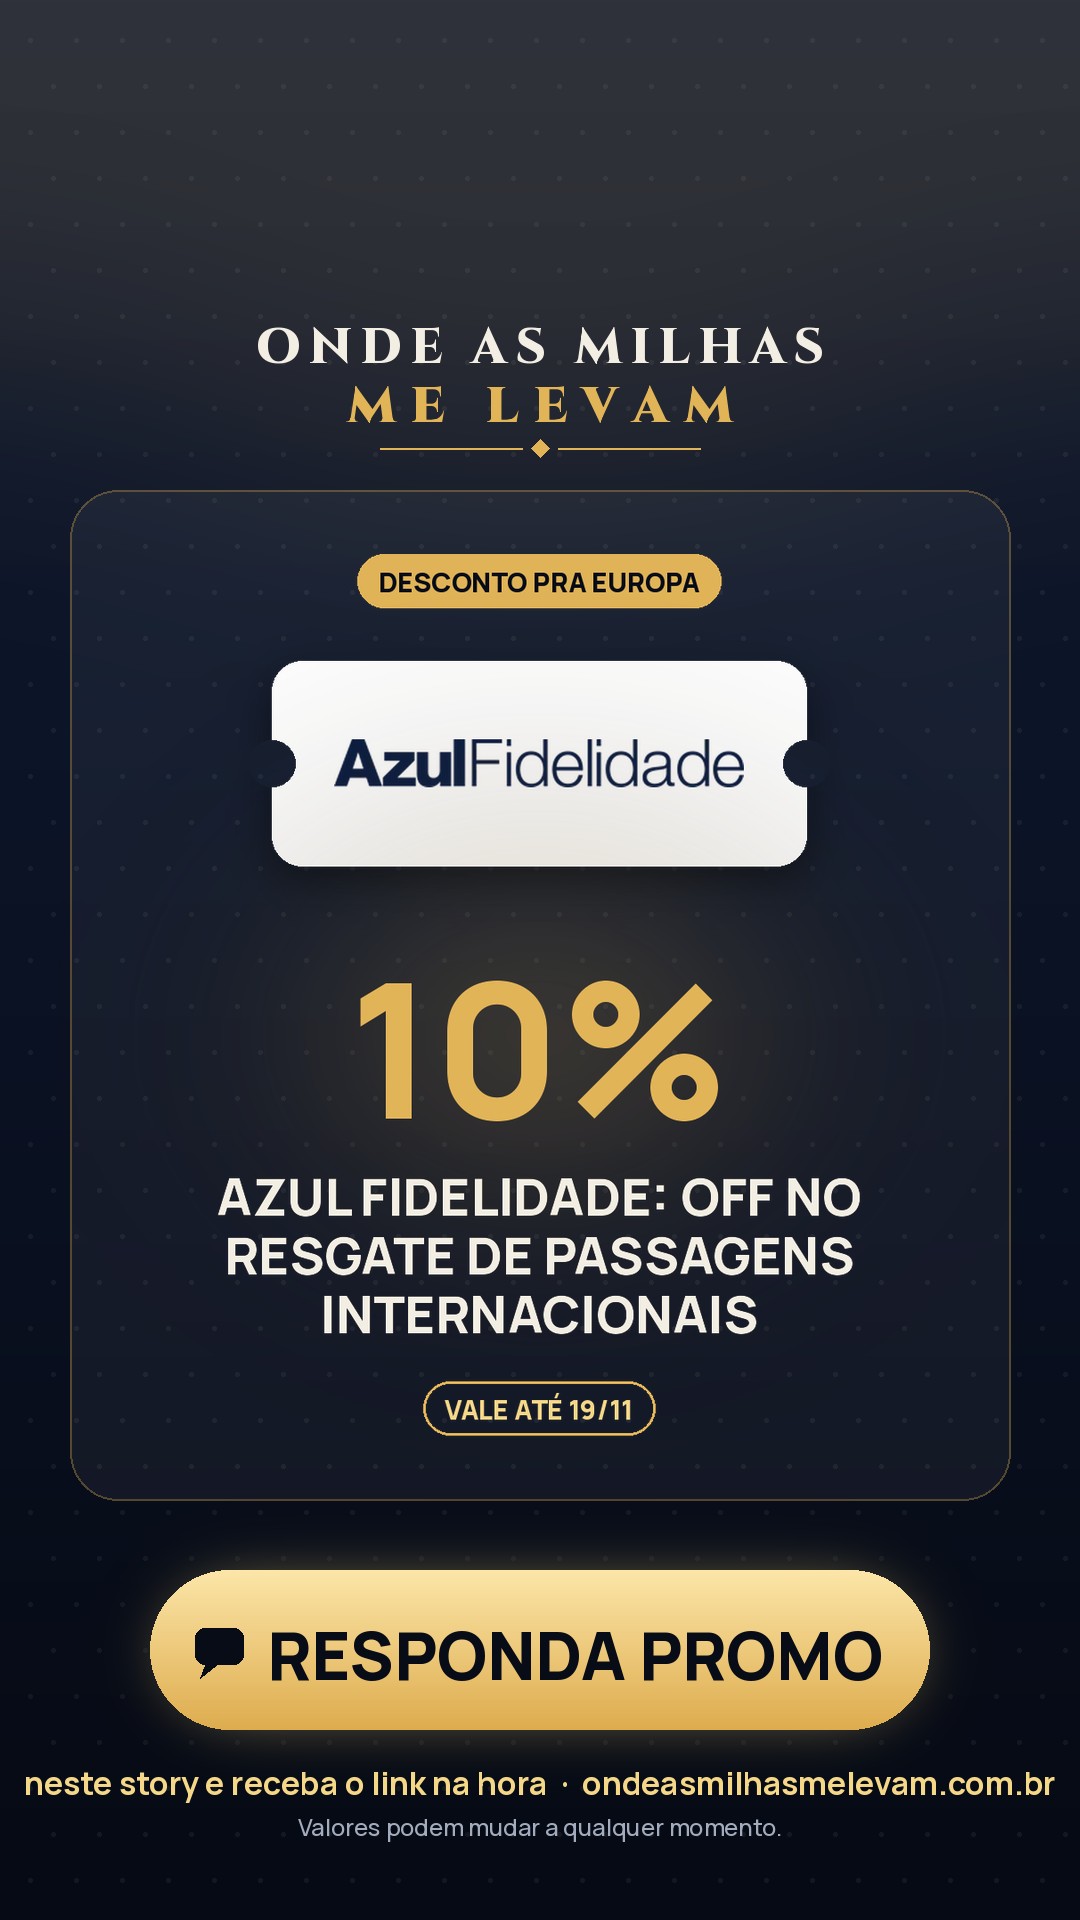 ONDE AS MILHAS
ME LEVAM
DESCONTO PRA EUROPA
AzulFidelidade
10%
AZUL FIDELIDADE: OFF NO
RESGATE DE PASSAGENS
INTERNACIONAIS
VALE ATÉ 19/11
RESPONDA PROMO
neste story e receba o link na hora · ondeasmilhasmelevam.com.br
Valores podem mudar a qualquer momento.